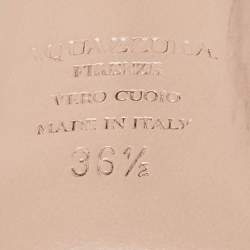 AQUAZZURA
FIRENZE
VERO CUOIO
MADE IN ITALY
36½